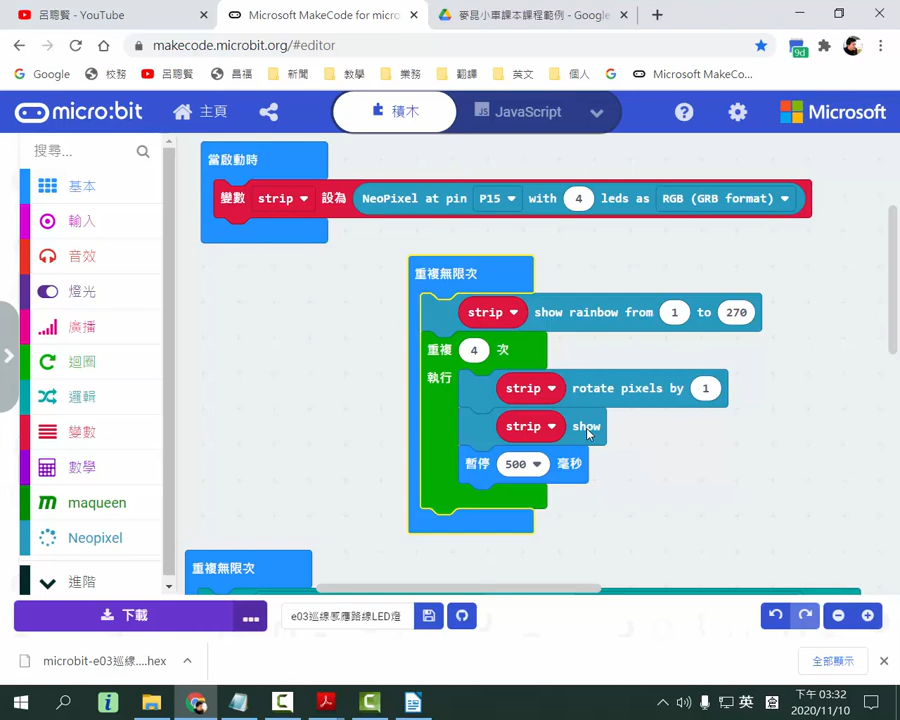 呂聰賢 - YouTube
Microsoft MakeCode for micro:
麥昆小車課本課程範例 - Google
makecode.microbit.org/#editor
9d
Google
校務
呂聰賢
昌福
新聞
教學
業務
翻譯
英文
個人
Microsoft MakeCo...
micro:bit
主頁
積木
JavaScript
Microsoft
搜尋...
基本
輸入
音效
燈光
廣播
迴圈
邏輯
變數
數學
maqueen
Neopixel
進階
當啟動時
變數 strip 設為 NeoPixel at pin P15 with 4 leds as RGB (GRB format)
重複無限次
strip show rainbow from 1 to 270
重複 4 次
執行
strip rotate pixels by 1
strip show
暫停 500 毫秒
重複無限次
下載
e03巡線感應路線LED燈
microbit-e03巡線....hex
全部顯示
英
下午 03:32
2020/11/10